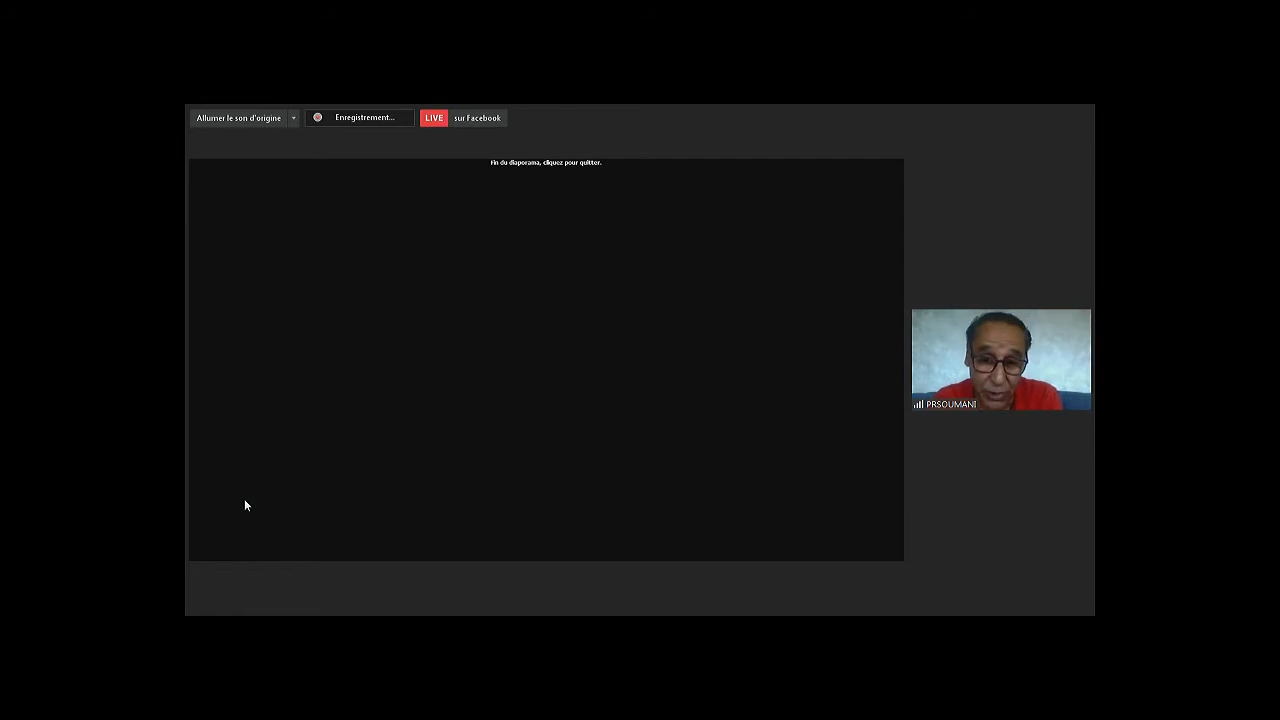 Allumer le son d'origine
Enregistrement...
LIVE sur Facebook
Fin du diaporama, cliquez pour quitter.
PRSOUMANI